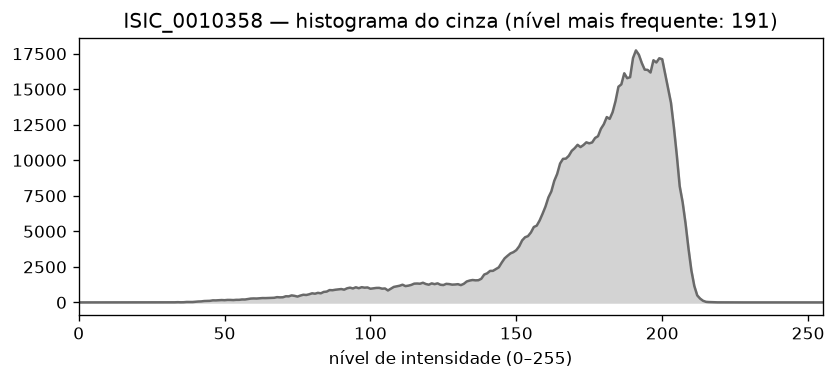 ISIC_0010358 — histograma do cinza (nível mais frequente: 191)
17500
15000
12500
10000
7500
5000
2500
0
0 50 100 150 200 250
nível de intensidade (0–255)